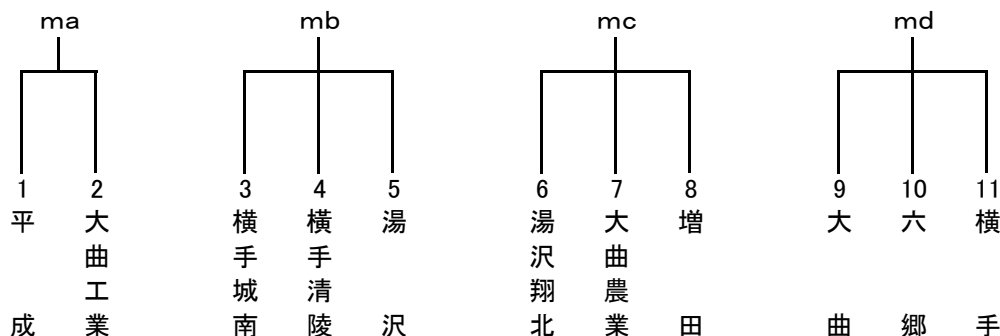 ma mb mc md
1 2 3 4 5 6 7 8 9 10 11
平成
大曲工業
横手城南
横手清陵
湯沢
湯沢翔北
大曲農業
増田
大曲
六郷
横手